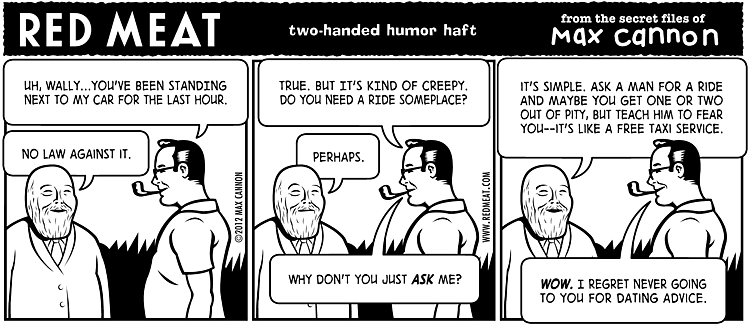 RED MEAT
two-handed humor haft
from the secret files of
Max cannon
UH, WALLY...YOU'VE BEEN STANDING
NEXT TO MY CAR FOR THE LAST HOUR.
NO LAW AGAINST IT.
©2012 MAX CANNON
TRUE. BUT IT'S KIND OF CREEPY.
DO YOU NEED A RIDE SOMEPLACE?
PERHAPS.
WHY DON'T YOU JUST ASK ME?
WWW.REDMEAT.COM
IT'S SIMPLE. ASK A MAN FOR A RIDE
AND MAYBE YOU GET ONE OR TWO
OUT OF PITY, BUT TEACH HIM TO FEAR
YOU--IT'S LIKE A FREE TAXI SERVICE.
WOW. I REGRET NEVER GOING
TO YOU FOR DATING ADVICE.